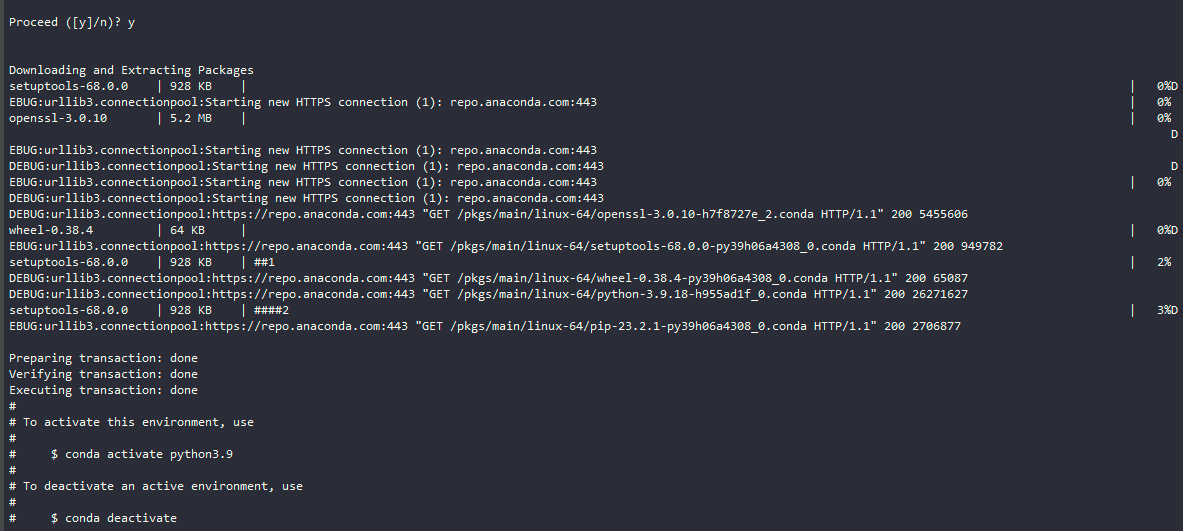 Proceed ([y]/n)? y
Downloading and Extracting Packages
setuptools-68.0.0    | 928 KB    |                                                                                                                               |   0%D
EBUG:urllib3.connectionpool:Starting new HTTPS connection (1): repo.anaconda.com:443                                                                             |   0%
openssl-3.0.10       | 5.2 MB    |                                                                                                                               |   0%
D
EBUG:urllib3.connectionpool:Starting new HTTPS connection (1): repo.anaconda.com:443
DEBUG:urllib3.connectionpool:Starting new HTTPS connection (1): repo.anaconda.com:443                                                                                  D
EBUG:urllib3.connectionpool:Starting new HTTPS connection (1): repo.anaconda.com:443                                                                             |   0%
DEBUG:urllib3.connectionpool:Starting new HTTPS connection (1): repo.anaconda.com:443
DEBUG:urllib3.connectionpool:https://repo.anaconda.com:443 "GET /pkgs/main/linux-64/openssl-3.0.10-h7f8727e_2.conda HTTP/1.1" 200 5455606
wheel-0.38.4         | 64 KB     |                                                                                                                               |   0%D
EBUG:urllib3.connectionpool:https://repo.anaconda.com:443 "GET /pkgs/main/linux-64/setuptools-68.0.0-py39h06a4308_0.conda HTTP/1.1" 200 949782
setuptools-68.0.0    | 928 KB    | ##1                                                                                                                           |   2%
DEBUG:urllib3.connectionpool:https://repo.anaconda.com:443 "GET /pkgs/main/linux-64/wheel-0.38.4-py39h06a4308_0.conda HTTP/1.1" 200 65087
DEBUG:urllib3.connectionpool:https://repo.anaconda.com:443 "GET /pkgs/main/linux-64/python-3.9.18-h955ad1f_0.conda HTTP/1.1" 200 26271627
setuptools-68.0.0    | 928 KB    | ####2                                                                                                                         |   3%D
EBUG:urllib3.connectionpool:https://repo.anaconda.com:443 "GET /pkgs/main/linux-64/pip-23.2.1-py39h06a4308_0.conda HTTP/1.1" 200 2706877
Preparing transaction: done
Verifying transaction: done
Executing transaction: done
#
# To activate this environment, use
#
#     $ conda activate python3.9
#
# To deactivate an active environment, use
#
#     $ conda deactivate